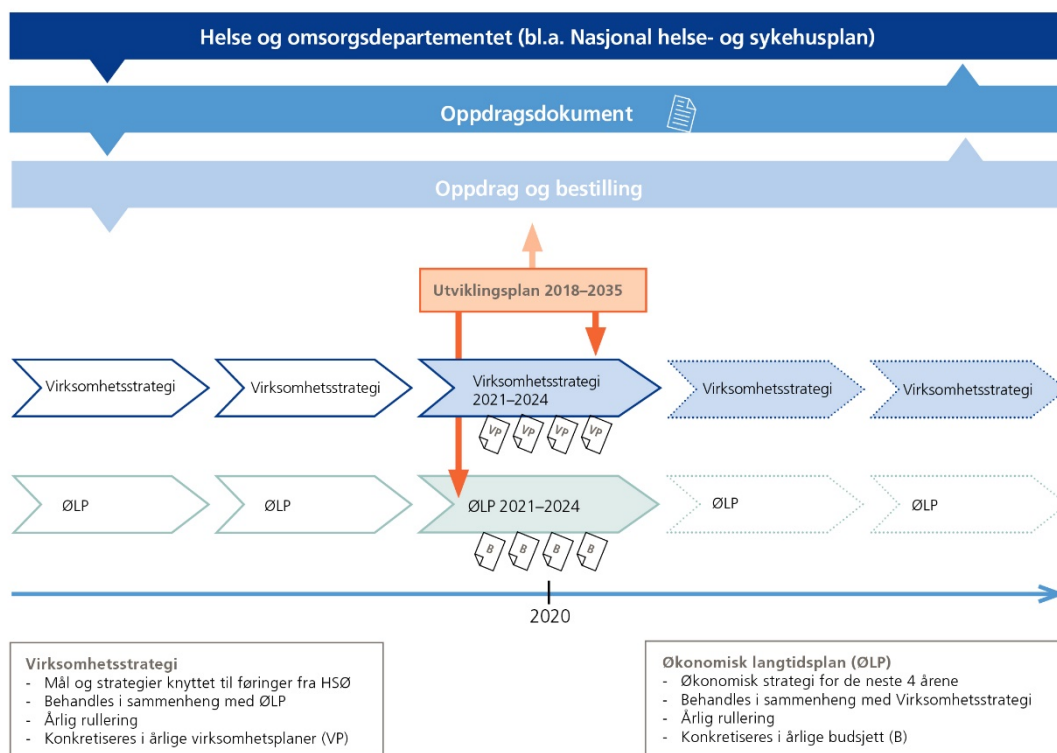 Helse og omsorgsdepartementet (bl.a. Nasjonal helse- og sykehusplan)
Oppdragsdokument
Oppdrag og bestilling
Utviklingsplan 2018–2035
Virksomhetsstrategi
Virksomhetsstrategi
Virksomhetsstrategi
2021–2024
Virksomhetsstrategi
Virksomhetsstrategi
VP
VP
VP
VP
ØLP
ØLP
ØLP 2021–2024
ØLP
ØLP
B
B
B
B
2020
Virksomhetsstrategi
- Mål og strategier knyttet til føringer fra HSØ
- Behandles i sammenheng med ØLP
- Årlig rullering
- Konkretiseres i årlige virksomhetsplaner (VP)
Økonomisk langtidsplan (ØLP)
- Økonomisk strategi for de neste 4 årene
- Behandles i sammenheng med Virksomhetsstrategi
- Årlig rullering
- Konkretiseres i årlige budsjett (B)